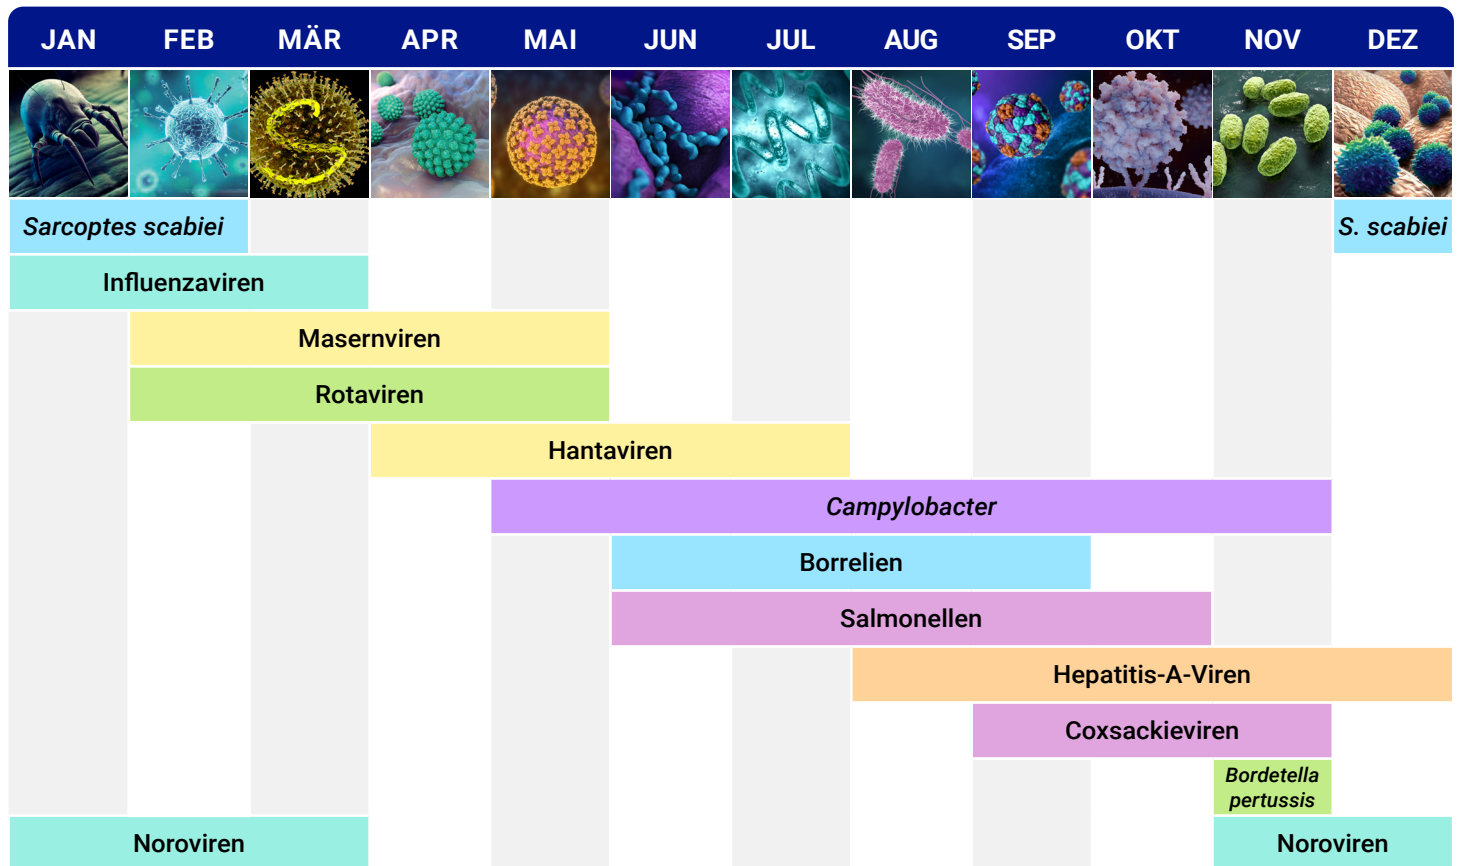 JAN FEB MÄR APR MAI JUN JUL AUG SEP OKT NOV DEZ
Sarcoptes scabiei S. scabiei
Influenzaviren
Masernviren
Rotaviren
Hantaviren
Campylobacter
Borrelien
Salmonellen
Hepatitis-A-Viren
Coxsackieviren
Bordetella
pertussis
Noroviren Noroviren